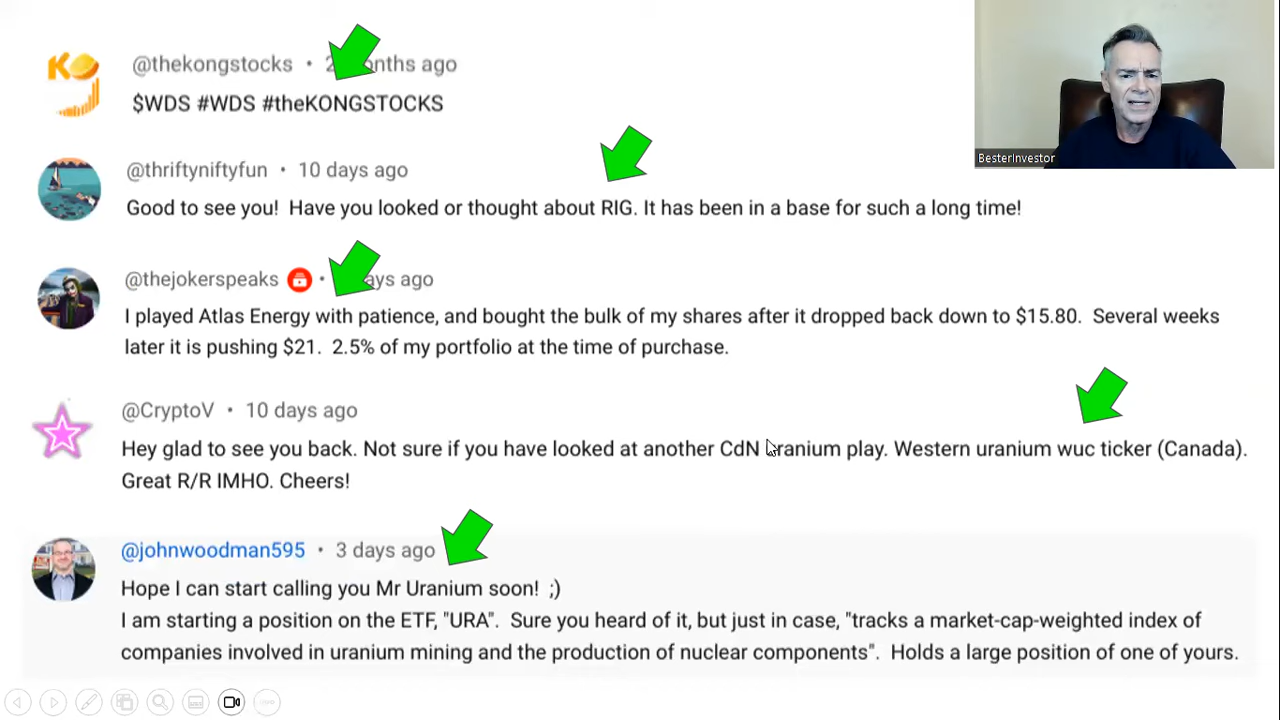 @thekongstocks • 2 months ago
$WDS #WDS #theKONGSTOCKS
BesterInvestor
@thriftyniftyfun • 10 days ago
Good to see you! Have you looked or thought about RIG. It has been in a base for such a long time!
@thejokerspeaks • days ago
I played Atlas Energy with patience, and bought the bulk of my shares after it dropped back down to $15.80. Several weeks
later it is pushing $21. 2.5% of my portfolio at the time of purchase.
@CryptoV • 10 days ago
Hey glad to see you back. Not sure if you have looked at another CdN uranium play. Western uranium wuc ticker (Canada).
Great R/R IMHO. Cheers!
@johnwoodman595 • 3 days ago
Hope I can start calling you Mr Uranium soon! ;)
I am starting a position on the ETF, "URA". Sure you heard of it, but just in case, "tracks a market-cap-weighted index of
companies involved in uranium mining and the production of nuclear components". Holds a large position of one of yours.